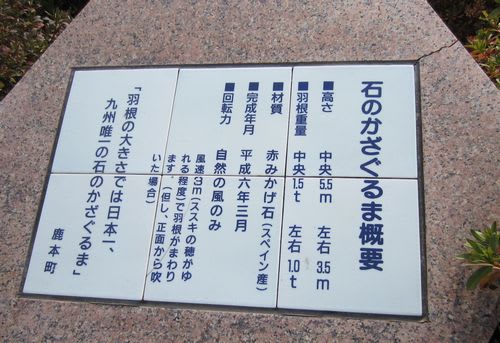 石のかざぐるま概要
■高さ 中央5.5m 左右3.5m
■羽根重量 中央1.5t 左右1.0t
■材質 赤みかげ石(スペイン産)
■完成年月 平成六年三月
■回転力 自然の風のみ
風速3m(ススキの穂がゆ
れる程度)で羽根がまわり
ます。(但し、正面から吹
いた場合)
「羽根の大きさでは日本一、
九州唯一の石のかざぐるま」
鹿本町